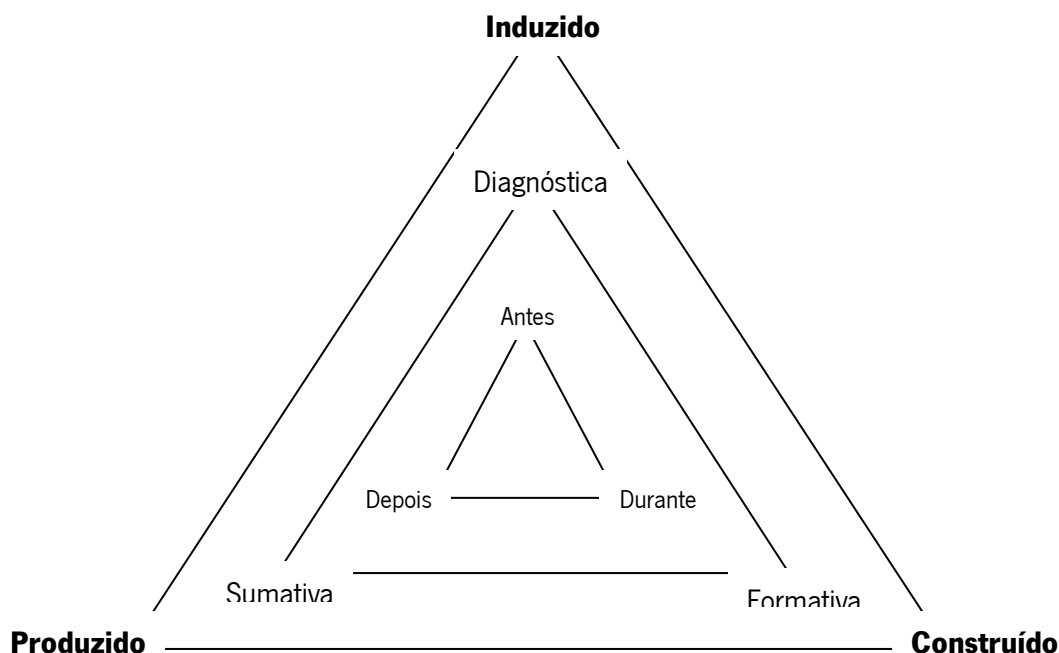 Induzido
Diagnóstica
Antes
Depois Durante
Sumativa Formativa
Produzido Construído